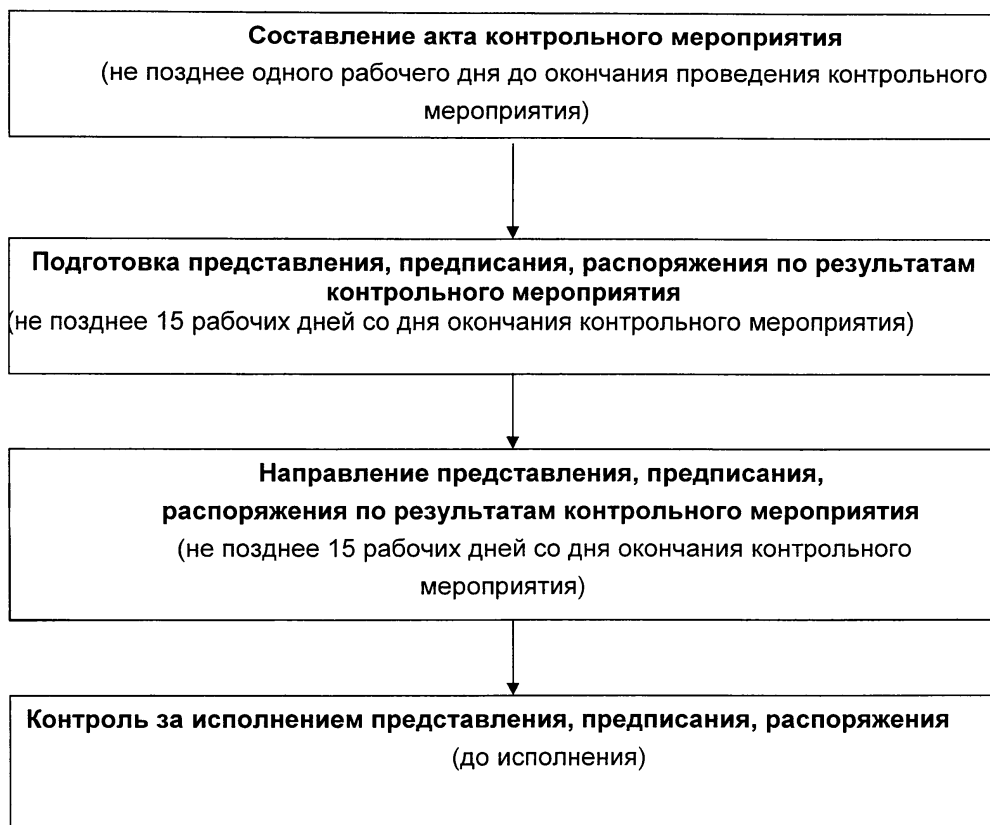 Составление акта контрольного мероприятия
(не позднее одного рабочего дня до окончания проведения контрольного
мероприятия)
Подготовка представления, предписания, распоряжения по результатам
контрольного мероприятия
(не позднее 15 рабочих дней со дня окончания контрольного мероприятия)
Направление представления, предписания,
распоряжения по результатам контрольного мероприятия
(не позднее 15 рабочих дней со дня окончания контрольного
мероприятия)
Контроль за исполнением представления, предписания, распоряжения
(до исполнения)